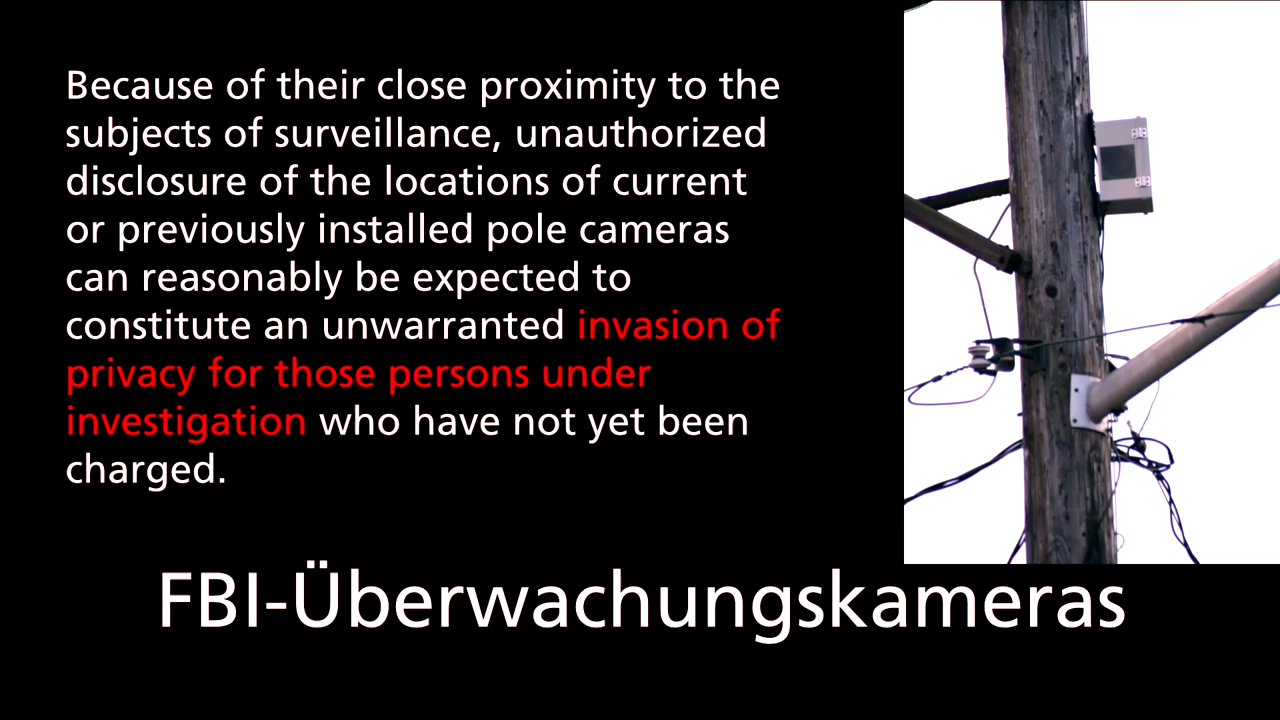 Because of their close proximity to the
subjects of surveillance, unauthorized
disclosure of the locations of current
or previously installed pole cameras
can reasonably be expected to
constitute an unwarranted invasion of
privacy for those persons under
investigation who have not yet been
charged.
FBI-Überwachungskameras